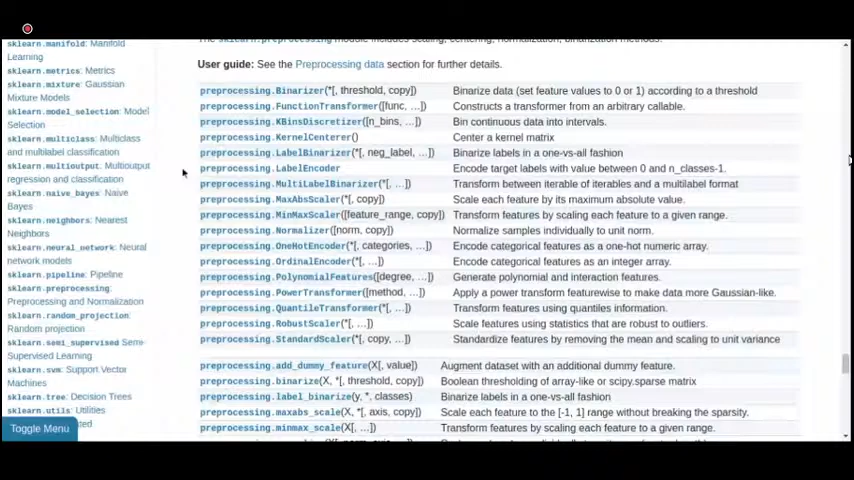 The sklearn.preprocessing module includes scaling, centering, normalization, binarization methods.
User guide: See the Preprocessing data section for further details.
sklearn.manifold: Manifold
Learning
sklearn.metrics: Metrics
sklearn.mixture: Gaussian
Mixture Models
sklearn.model_selection: Model
Selection
sklearn.multiclass: Multiclass
and multilabel classification
sklearn.multioutput: Multioutput
regression and classification
sklearn.naive_bayes: Naive
Bayes
sklearn.neighbors: Nearest
Neighbors
sklearn.neural_network: Neural
network models
sklearn.pipeline: Pipeline
sklearn.preprocessing:
Preprocessing and Normalization
sklearn.random_projection:
Random projection
sklearn.semi_supervised Semi-
Supervised Learning
sklearn.svm: Support Vector
Machines
sklearn.tree: Decision Trees
sklearn.utils: Utilities
Toggle Menu
preprocessing.Binarizer(*[, threshold, copy]) Binarize data (set feature values to 0 or 1) according to a threshold
preprocessing.FunctionTransformer([func, ...]) Constructs a transformer from an arbitrary callable.
preprocessing.KBinsDiscretizer([n_bins, ...]) Bin continuous data into intervals.
preprocessing.KernelCenterer() Center a kernel matrix
preprocessing.LabelBinarizer(*[, neg_label, ...]) Binarize labels in a one-vs-all fashion
preprocessing.LabelEncoder Encode target labels with value between 0 and n_classes-1.
preprocessing.MultiLabelBinarizer(*[, ...]) Transform between iterable of iterables and a multilabel format
preprocessing.MaxAbsScaler(*[, copy]) Scale each feature by its maximum absolute value.
preprocessing.MinMaxScaler([feature_range, copy]) Transform features by scaling each feature to a given range.
preprocessing.Normalizer([norm, copy]) Normalize samples individually to unit norm.
preprocessing.OneHotEncoder(*[, categories, ...]) Encode categorical features as a one-hot numeric array.
preprocessing.OrdinalEncoder(*[, ...]) Encode categorical features as an integer array.
preprocessing.PolynomialFeatures([degree, ...]) Generate polynomial and interaction features.
preprocessing.PowerTransformer([method, ...]) Apply a power transform featurewise to make data more Gaussian-like.
preprocessing.QuantileTransformer(*[, ...]) Transform features using quantiles information.
preprocessing.RobustScaler(*[, ...]) Scale features using statistics that are robust to outliers.
preprocessing.StandardScaler(*[, copy, ...]) Standardize features by removing the mean and scaling to unit variance
preprocessing.add_dummy_feature(X[, value]) Augment dataset with an additional dummy feature.
preprocessing.binarize(X, *[, threshold, copy]) Boolean thresholding of array-like or scipy.sparse matrix
preprocessing.label_binarize(y, *, classes) Binarize labels in a one-vs-all fashion
preprocessing.maxabs_scale(X, *[, axis, copy]) Scale each feature to the [-1, 1] range without breaking the sparsity.
preprocessing.minmax_scale(X[, ...]) Transform features by scaling each feature to a given range.